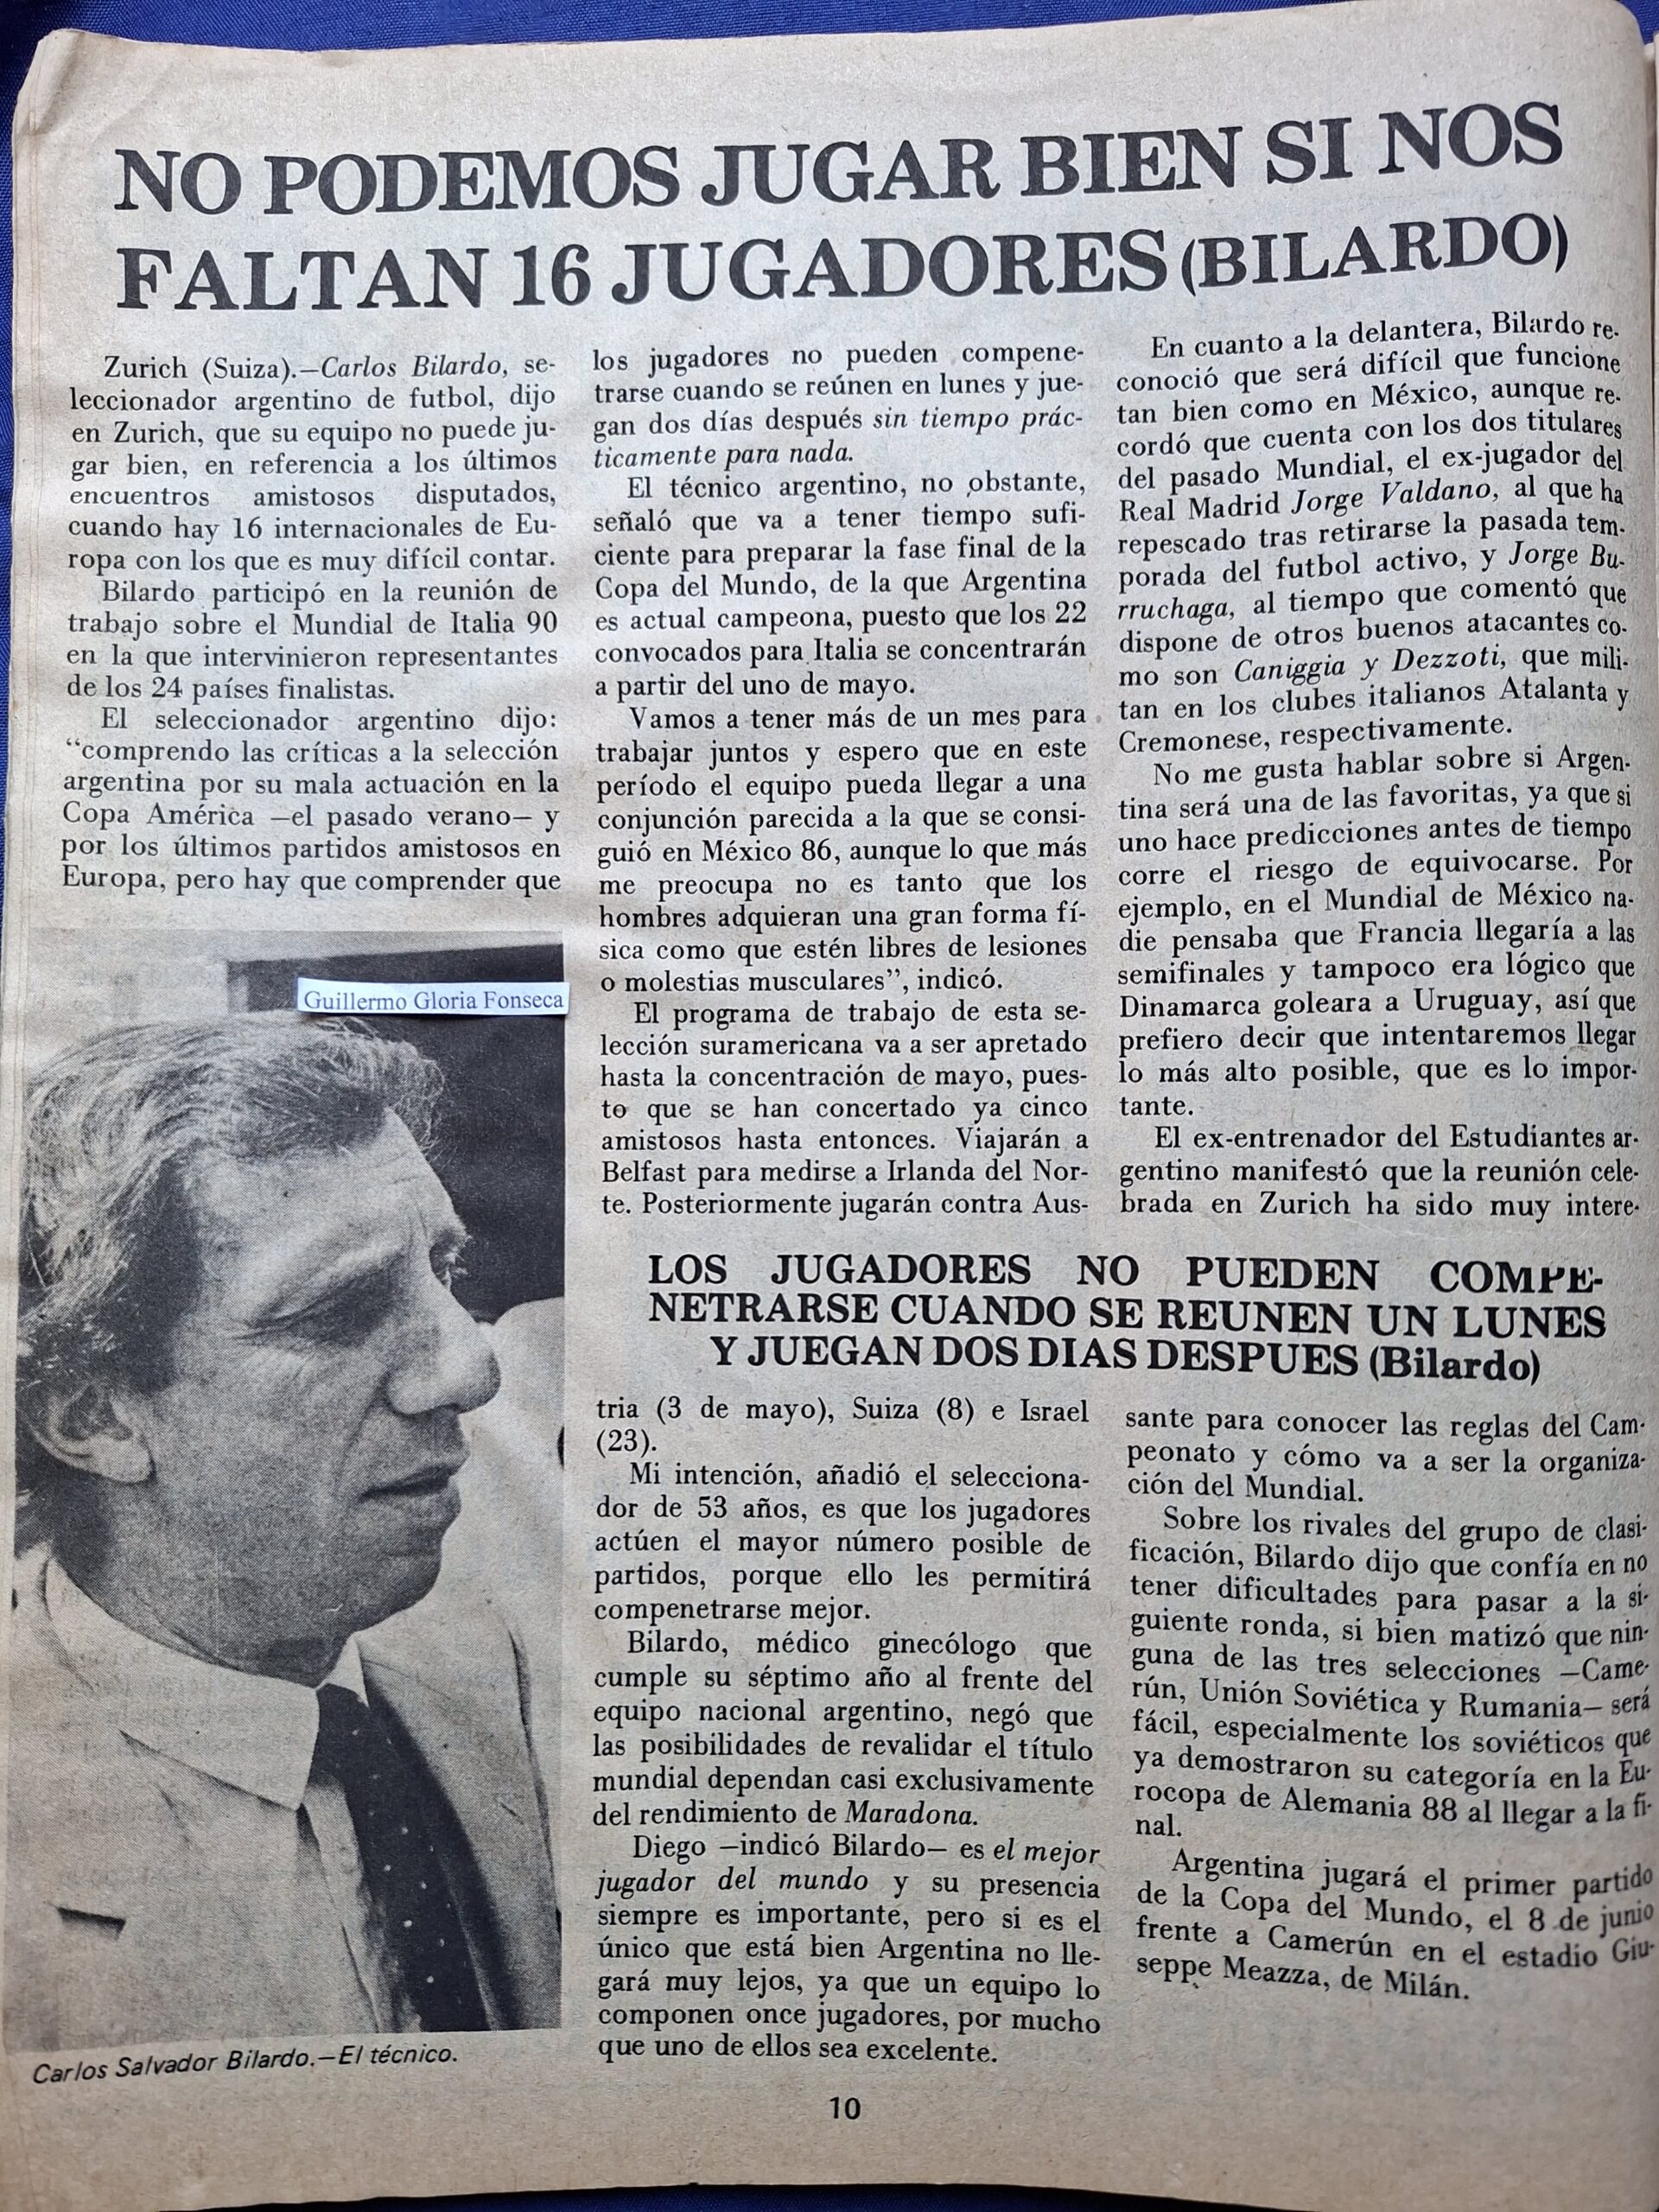 NO PODEMOS JUGAR BIEN SI NOS
FALTAN 16 JUGADORES (BILARDO)
Zurich (Suiza).—Carlos Bilardo, se-
leccionador argentino de futbol, dijo
en Zurich, que su equipo no puede ju-
gar bien, en referencia a los últimos
encuentros amistosos disputados,
cuando hay 16 internacionales de Eu-
ropa con los que es muy difícil contar.
Bilardo participó en la reunión de
trabajo sobre el Mundial de Italia 90
en la que intervinieron representantes
de los 24 países finalistas.
El seleccionador argentino dijo:
“comprendo las críticas a la selección
argentina por su mala actuación en la
Copa América —el pasado verano— y
por los últimos partidos amistosos en
Europa, pero hay que comprender que
Guillermo Gloria Fonseca
Carlos Salvador Bilardo.—El técnico.
los jugadores no pueden compene-
trarse cuando se reúnen en lunes y jue-
gan dos días después sin tiempo prác-
ticamente para nada.
El técnico argentino, no obstante,
señaló que va a tener tiempo sufi-
ciente para preparar la fase final de la
Copa del Mundo, de la que Argentina
es actual campeona, puesto que los 22
convocados para Italia se concentrarán
a partir del uno de mayo.
Vamos a tener más de un mes para
trabajar juntos y espero que en este
período el equipo pueda llegar a una
conjunción parecida a la que se consi-
guió en México 86, aunque lo que más
me preocupa no es tanto que los
hombres adquieran una gran forma fí-
sica como que estén libres de lesiones
o molestias musculares”, indicó.
El programa de trabajo de esta se-
lección suramericana va a ser apretado
hasta la concentración de mayo, pues-
to que se han concertado ya cinco
amistosos hasta entonces. Viajarán a
Belfast para medirse a Irlanda del Nor-
te. Posteriormente jugarán contra Aus-
LOS JUGADORES NO PUEDEN COMPE-
NETRARSE CUANDO SE REUNEN UN LUNES
Y JUEGAN DOS DIAS DESPUES (Bilardo)
tria (3 de mayo), Suiza (8) e Israel
(23).
Mi intención, añadió el selecciona-
dor de 53 años, es que los jugadores
actúen el mayor número posible de
partidos, porque ello les permitirá
compenetrarse mejor.
Bilardo, médico ginecólogo que
cumple su séptimo año al frente del
equipo nacional argentino, negó que
las posibilidades de revalidar el título
mundial dependan casi exclusivamente
del rendimiento de Maradona.
Diego —indicó Bilardo— es el mejor
jugador del mundo y su presencia
siempre es importante, pero si es el
único que está bien Argentina no lle-
gará muy lejos, ya que un equipo lo
componen once jugadores, por mucho
que uno de ellos sea excelente.
En cuanto a la delantera, Bilardo re-
conoció que será difícil que funcione
tan bien como en México, aunque re-
cordó que cuenta con los dos titulares
del pasado Mundial, el ex-jugador del
Real Madrid Jorge Valdano, al que ha
repescado tras retirarse la pasada tem-
porada del futbol activo, y Jorge Bu-
rruchaga, al tiempo que comentó que
dispone de otros buenos atacantes co-
mo son Caniggia y Dezzoti, que mili-
tan en los clubes italianos Atalanta y
Cremonese, respectivamente.
No me gusta hablar sobre si Argen-
tina será una de las favoritas, ya que si
uno hace predicciones antes de tiempo
corre el riesgo de equivocarse. Por
ejemplo, en el Mundial de México na-
die pensaba que Francia llegaría a las
semifinales y tampoco era lógico que
Dinamarca goleara a Uruguay, así que
prefiero decir que intentaremos llegar
lo más alto posible, que es lo impor-
tante.
El ex-entrenador del Estudiantes ar-
gentino manifestó que la reunión cele-
brada en Zurich ha sido muy intere-
sante para conocer las reglas del Cam-
peonato y cómo va a ser la organiza-
ción del Mundial.
Sobre los rivales del grupo de clasi-
ficación, Bilardo dijo que confía en no
tener dificultades para pasar a la si-
guiente ronda, si bien matizó que nin-
guna de las tres selecciones —Came-
rún, Unión Soviética y Rumania— será
fácil, especialmente los soviéticos que
ya demostraron su categoría en la Eu-
rocopa de Alemania 88 al llegar a la fi-
nal.
Argentina jugará el primer partido
de la Copa del Mundo, el 8 de junio
frente a Camerún en el estadio Giu-
seppe Meazza, de Milán.
10